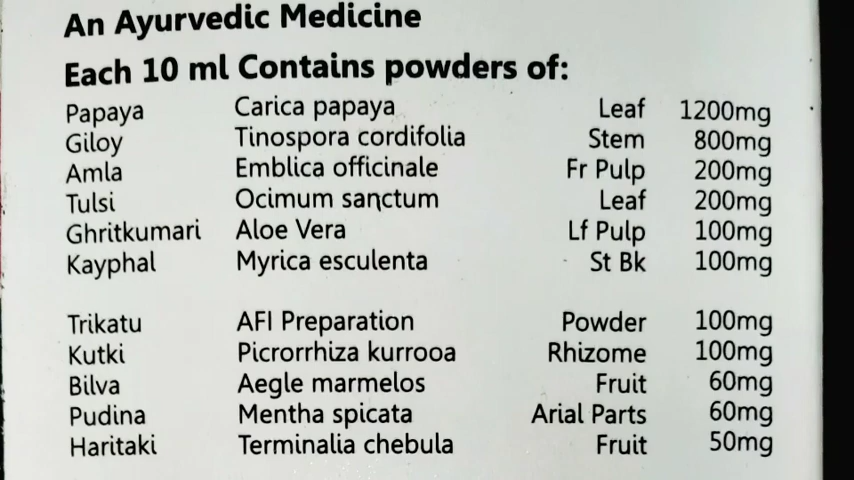 An Ayurvedic Medicine
Each 10 ml Contains powders of:
Papaya Carica papaya Leaf 1200mg
Giloy Tinospora cordifolia Stem 800mg
Amla Emblica officinale Fr Pulp 200mg
Tulsi Ocimum sanctum Leaf 200mg
Ghritkumari Aloe Vera Lf Pulp 100mg
Kayphal Myrica esculenta St Bk 100mg
Trikatu AFI Preparation Powder 100mg
Kutki Picrorrhiza kurrooa Rhizome 100mg
Bilva Aegle marmelos Fruit 60mg
Pudina Mentha spicata Arial Parts 60mg
Haritaki Terminalia chebula Fruit 50mg